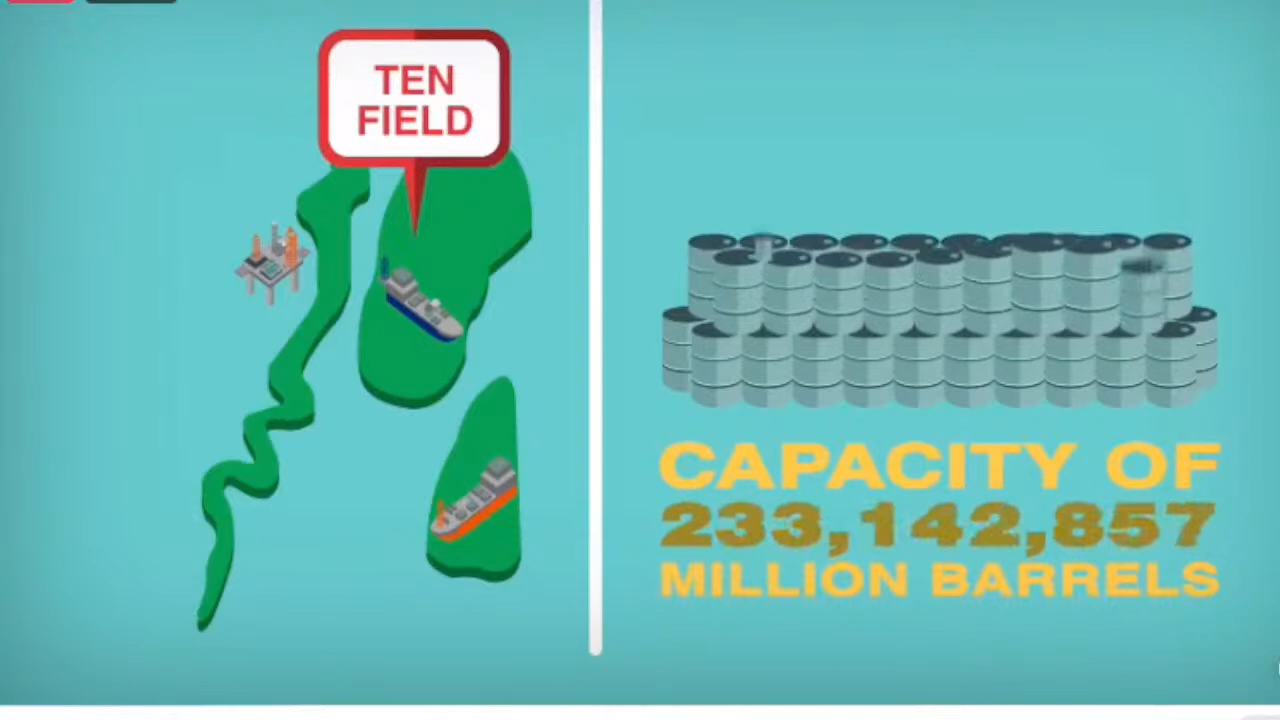 TEN
FIELD
CAPACITY OF
233,142,857
MILLION BARRELS